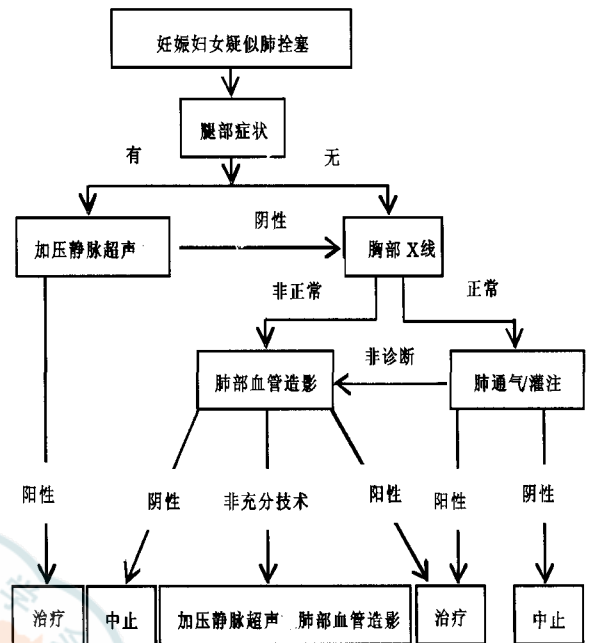 妊娠妇女疑似肺拴塞
腿部症状
有
无
加压静脉超声
阴性
胸部 X线
非正常
正常
肺部血管造影
非诊断
肺通气/灌注
阳性
阴性
非充分技术
阳性
阳性
阴性
治疗
中止
加压静脉超声 肺部血管造影
治疗
中止